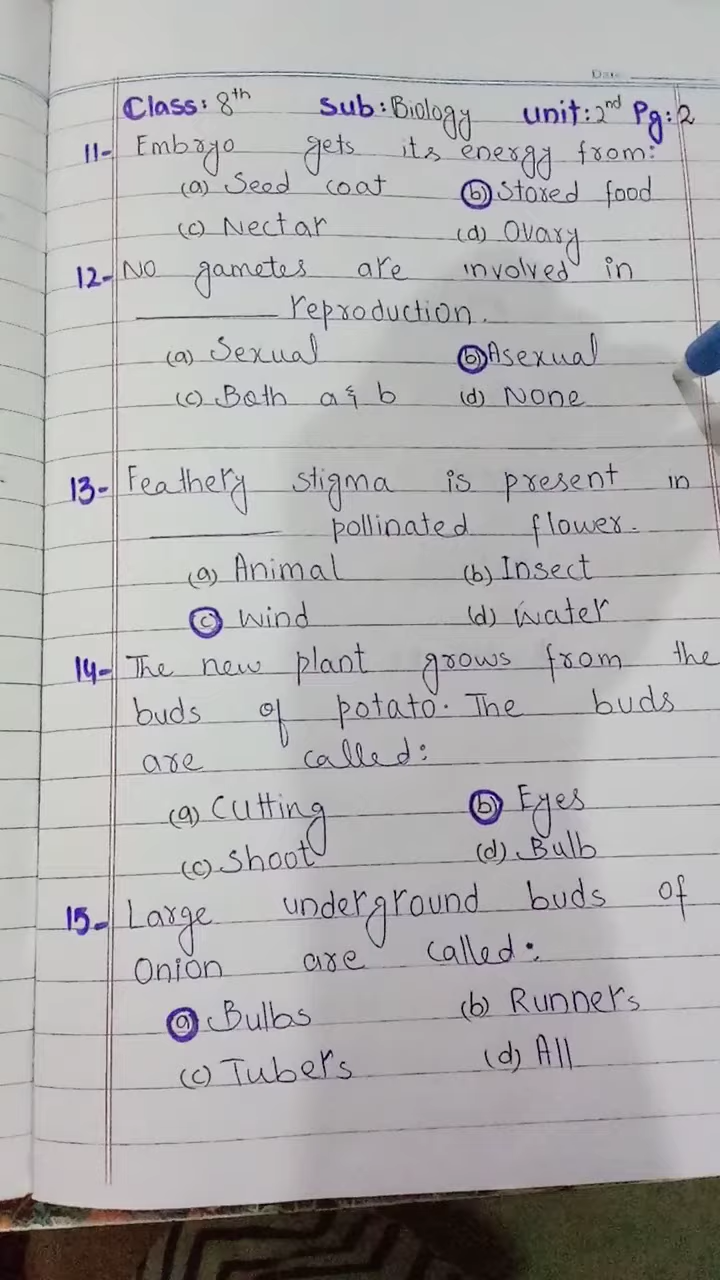 Date
Class: 8th Sub: Biology unit: 2nd Pg: 2
11- Embryo gets its energy from:
(a) Seed coat (b) Stored food
(c) Nectar (d) Ovary
12- No gametes are involved in
________ reproduction.
(a) Sexual (b) Asexual
(c) Both a & b (d) None
13- Feathery stigma is present in
________ pollinated flower.
(a) Animal (b) Insect
(c) Wind (d) Water
14- The new plant grows from the
buds of potato. The buds
are called:
(a) Cutting (b) Eyes
(c) Shoot (d) Bulb
15- Large underground buds of
Onion are called:
(a) Bulbs (b) Runners
(c) Tubers (d) All